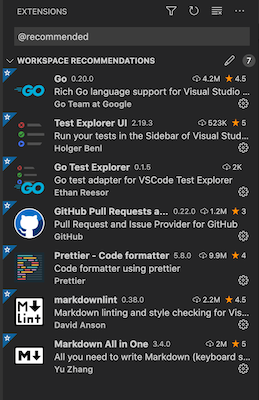 EXTENSIONS
@recommended
WORKSPACE RECOMMENDATIONS 7
Go 0.20.0 4.2M ★ 4.5
Rich Go language support for Visual Studio ...
Go Team at Google
Test Explorer UI 2.19.3 523K ★ 5
Run your tests in the Sidebar of Visual Stud...
Holger Benl
Go Test Explorer 0.1.5 2K
Go test adapter for VSCode Test Explorer
Ethan Reesor
GitHub Pull Requests a... 0.22.0 1.2M ★ 3
Pull Request and Issue Provider for GitHub
GitHub
Prettier - Code formatter 5.8.0 9.9M ★ 4
Code formatter using prettier
Prettier
M↓
Lint
markdownlint 0.38.0 2.2M ★ 4.5
Markdown linting and style checking for Vis...
David Anson
M↓
Markdown All in One 3.4.0 2M ★ 5
All you need to write Markdown (keyboard s...
Yu Zhang